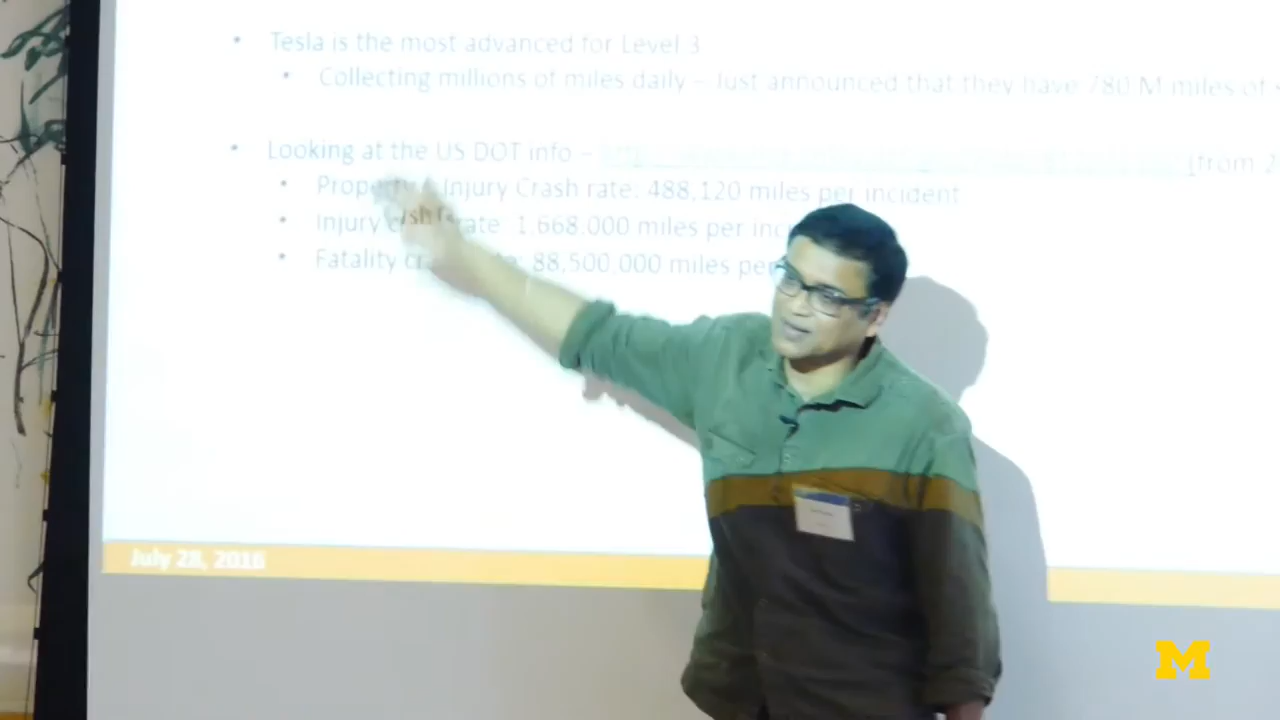 • Tesla is the most advanced for Level 3
• Collecting millions of miles daily – Just announced that they have 780 M miles of
• Looking at the US DOT info – (from
• Injury Crash rate: 488,120 miles per incident
• Injury rate: 1,668,000 miles per
• Fatality 88,500,000 miles per
July 28, 2016
M